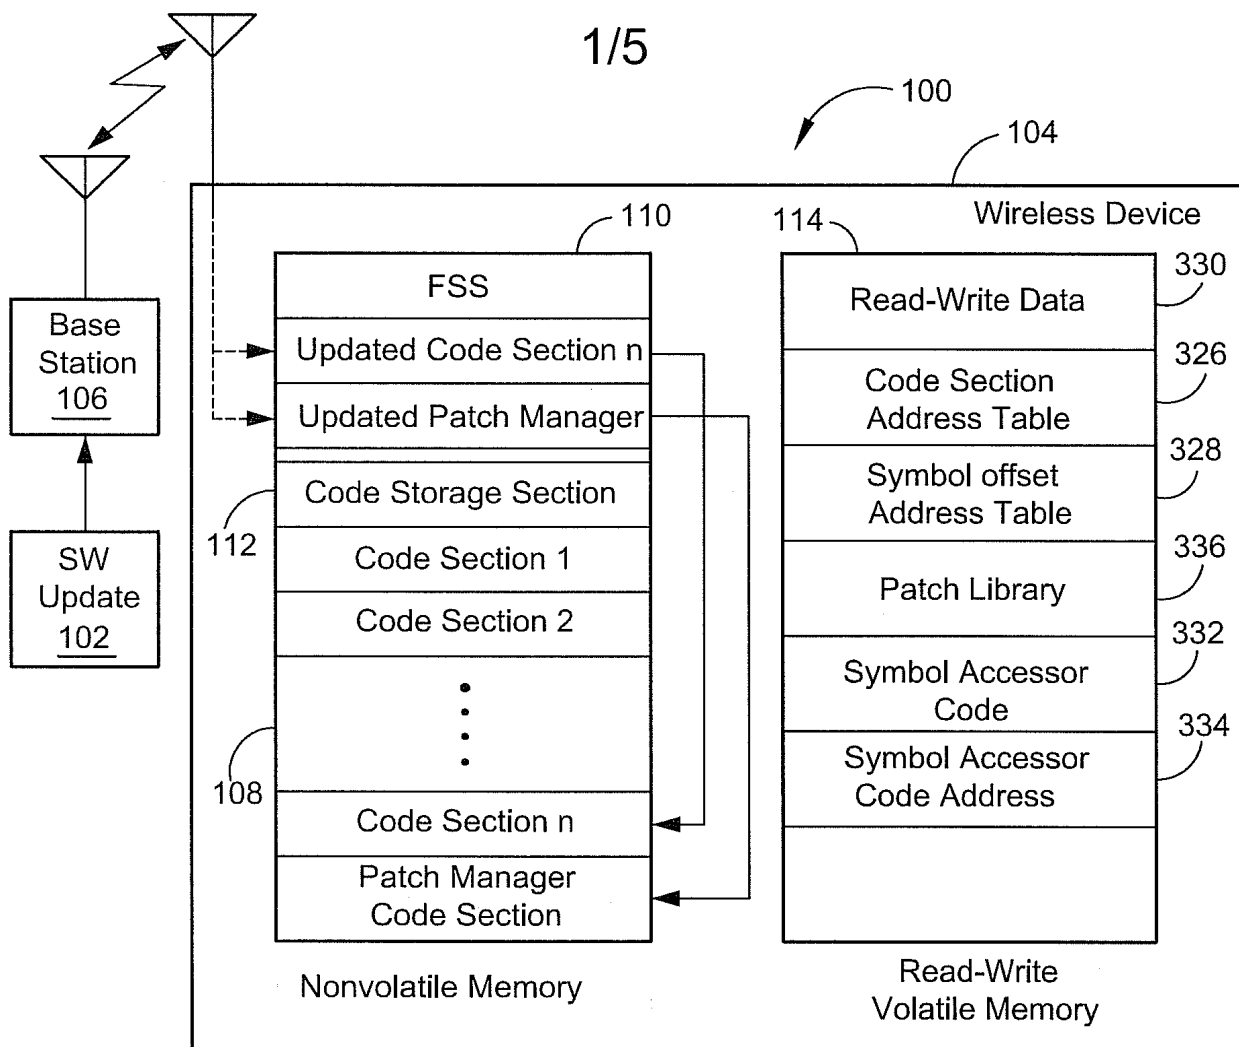 1/5
100
104
Wireless Device
Base
Station
106
SW
Update
102
110
FSS
Updated Code Section n
Updated Patch Manager
Code Storage Section
112
Code Section 1
Code Section 2
108
Code Section n
Patch Manager
Code Section
Nonvolatile Memory
114
Read-Write Data
330
Code Section
Address Table
326
Symbol offset
Address Table
328
Patch Library
336
Symbol Accessor
Code
332
Symbol Accessor
Code Address
334
Read-Write
Volatile Memory